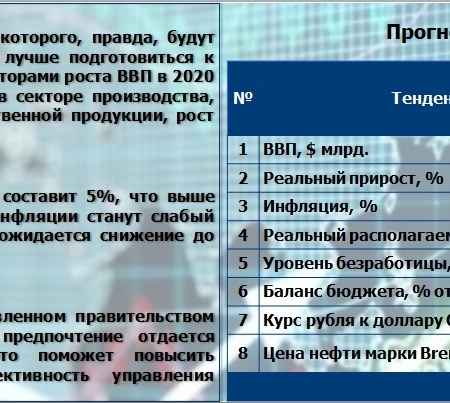 которого, правда, будут
лучше подготовиться к
торами роста ВВП в 2020
в секторе производства,
твенной продукции, рост
составит 5%, что выше
инфляции станут слабый
ожидается снижение до
вленном правительством
предпочтение отдается
то поможет повысить
ективность управления
Прогн
№ Тенден
1 ВВП, $ млрд.
2 Реальный прирост, %
3 Инфляция, %
4 Реальный располагаем
5 Уровень безработицы,
6 Баланс бюджета, % от
7 Курс рубля к доллару
8 Цена нефти марки Bre